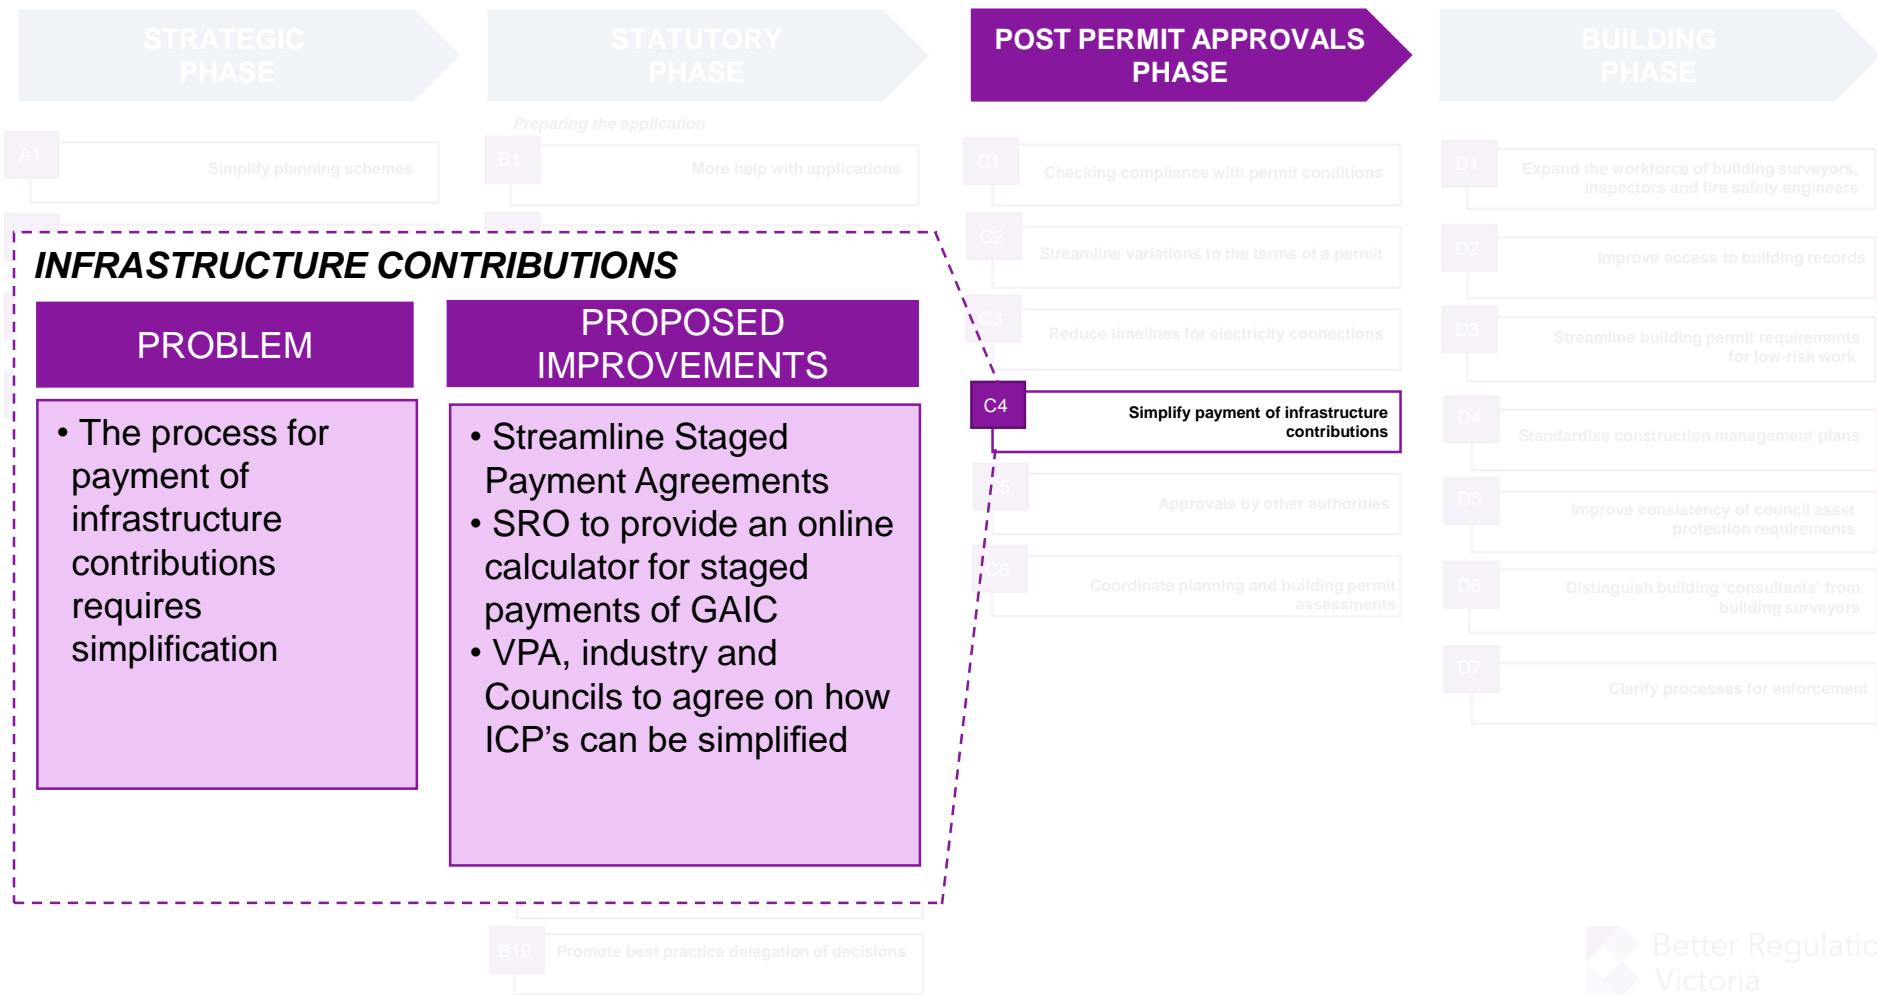 STRATEGIC
PHASE
STATUTORY
PHASE
POST PERMIT APPROVALS
PHASE
BUILDING
PHASE
A1
Simplify planning schemes
Preparing the application
B1
More help with applications
C1
Checking compliance with permit conditions
C2
Streamline variations to the terms of a permit
C3
Reduce timelines for electricity connections
C4
Simplify payment of infrastructure
contributions
C5
Approvals by other authorities
C6
Coordinate planning and building permit
assessments
D1
Expand the workforce of building surveyors,
inspectors and fire safety engineers
D2
Improve access to building records
D3
Streamline building permit requirements
for low-risk work
D4
Standardise construction management plans
D5
Improve consistency of council asset
protection requirements
D6
Distinguish building ‘consultants’ from
building surveyors
D7
Clarify processes for enforcement
INFRASTRUCTURE CONTRIBUTIONS
PROBLEM
• The process for
payment of
infrastructure
contributions
requires
simplification
PROPOSED
IMPROVEMENTS
• Streamline Staged
Payment Agreements
• SRO to provide an online
calculator for staged
payments of GAIC
• VPA, industry and
Councils to agree on how
ICP’s can be simplified
B10
Promote best practice delegation of decisions
Better Regulatio
Victoria